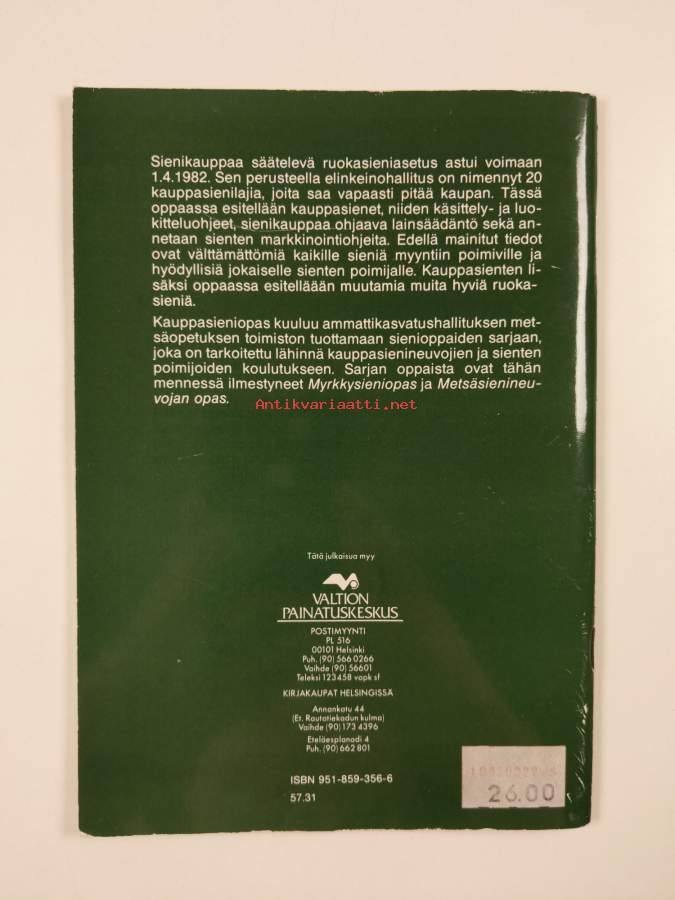 Sienikauppaa säätelevä ruokasieniasetus astui voimaan
1.4.1982. Sen perusteella elinkeinohallitus on nimennyt 20
kauppasienilajia, joita saa vapaasti pitää kaupan. Tässä
oppaassa esitellään kauppasienet, niiden käsittely- ja luo-
kitteluohjeet, sienikauppaa ohjaava lainsäädäntö sekä an-
netaan sienten markkinointiohjeita. Edellä mainitut tiedot
ovat välttämättömiä kaikille sieniä myyntiin poimiville ja
hyödyllisiä jokaiselle sienten poimijalle. Kauppasienten li-
säksi oppaassa esitellään muutamia muita hyviä ruoka-
sieniä.
Kauppasieniopas kuuluu ammattikasvatushallituksen met-
säopetuksen toimiston tuottamaan sienioppaiden sarjaan,
joka on tarkoitettu lähinnä kauppasienineuvojien ja sienten
poimijoiden koulutukseen. Sarjan oppaista ovat tähän
mennessä ilmestyneet Myrkkysieniopas ja Metsäsienineu-
vojan opas.
Antikvariaatti.net
Tätä julkaisua myy
VALTION
PAINATUSKESKUS
POSTIMYYNTI
PL 516
00101 Helsinki
Puh. (90) 566 0266
Vaihde (90) 56601
Teleksi 123458 vapk sf
KIRJAKAUPAT HELSINGISSÄ
Annankatu 44
(Et. Rautatiekadun kulma)
Vaihde (90) 173 4396
Eteläesplanadi 4
Puh. (90) 662 801
ISBN 951-859-356-6
57.31
26.00